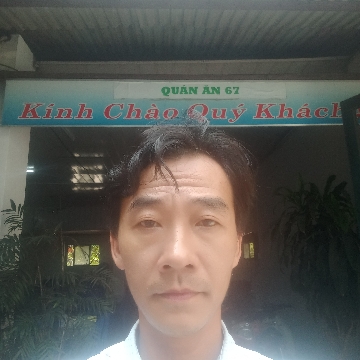 QUÁN ĂN 67
Kính Chào Quý Khách